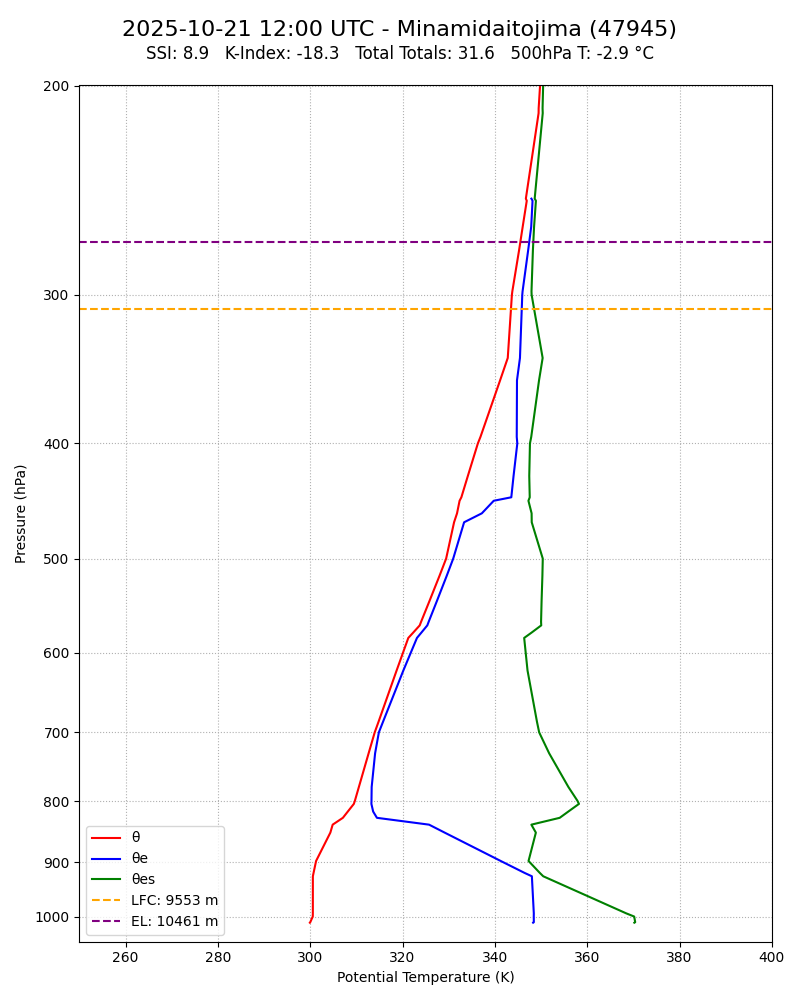 2025-10-21 12:00 UTC - Minamidaitojima (47945)
SSI: 8.9 K-Index: -18.3 Total Totals: 31.6 500hPa T: -2.9 °C
200
300
400
500
600
700
800
900
1000
Pressure (hPa)
θ
θe
θes
LFC: 9553 m
EL: 10461 m
260 280 300 320 340 360 380 400
Potential Temperature (K)